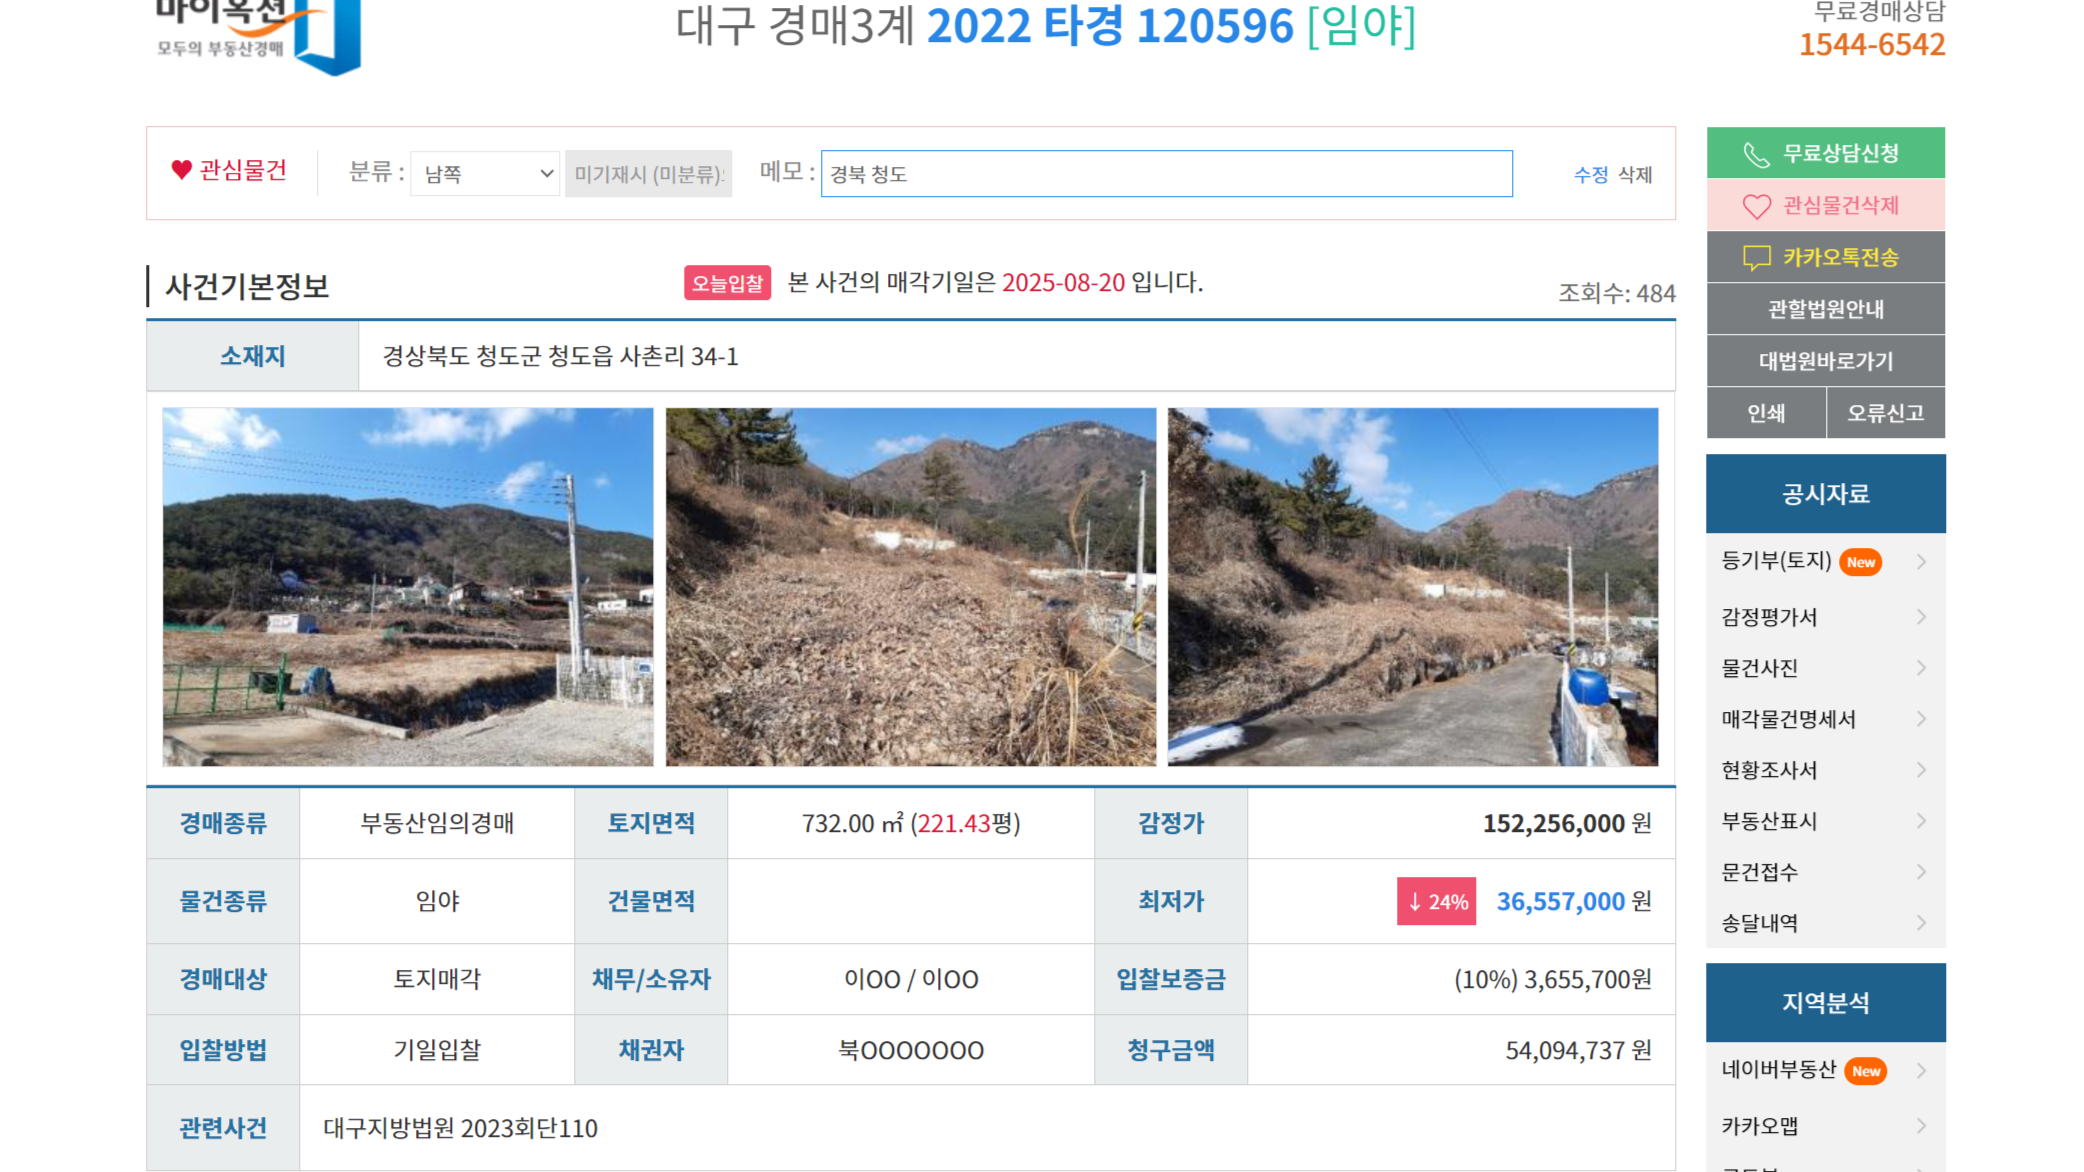 마이옥션
모두의 부동산경매
대구 경매3계 2022 타경 120596 [임야]
무료경매상담
1544-6542
관심물건 분류 : 남쪽 미기재시 (미분류) 메모 : 경북 청도 수정 삭제
사건기본정보 오늘입찰 본 사건의 매각기일은 2025-08-20 입니다. 조회수: 484
소재지 경상북도 청도군 청도읍 사촌리 34-1
경매종류 부동산임의경매 토지면적 732.00 ㎡ (221.43평) 감정가 152,256,000 원
물건종류 임야 건물면적 최저가 ↓ 24% 36,557,000 원
경매대상 토지매각 채무/소유자 이OO / 이OO 입찰보증금 (10%) 3,655,700원
입찰방법 기일입찰 채권자 북OOOOOOO 청구금액 54,094,737 원
관련사건 대구지방법원 2023회단110
무료상담신청
관심물건삭제
카카오톡전송
관할법원안내
대법원바로가기
인쇄 오류신고
공시자료
등기부(토지) New
감정평가서
물건사진
매각물건명세서
현황조사서
부동산표시
문건접수
송달내역
지역분석
네이버부동산 New
카카오맵